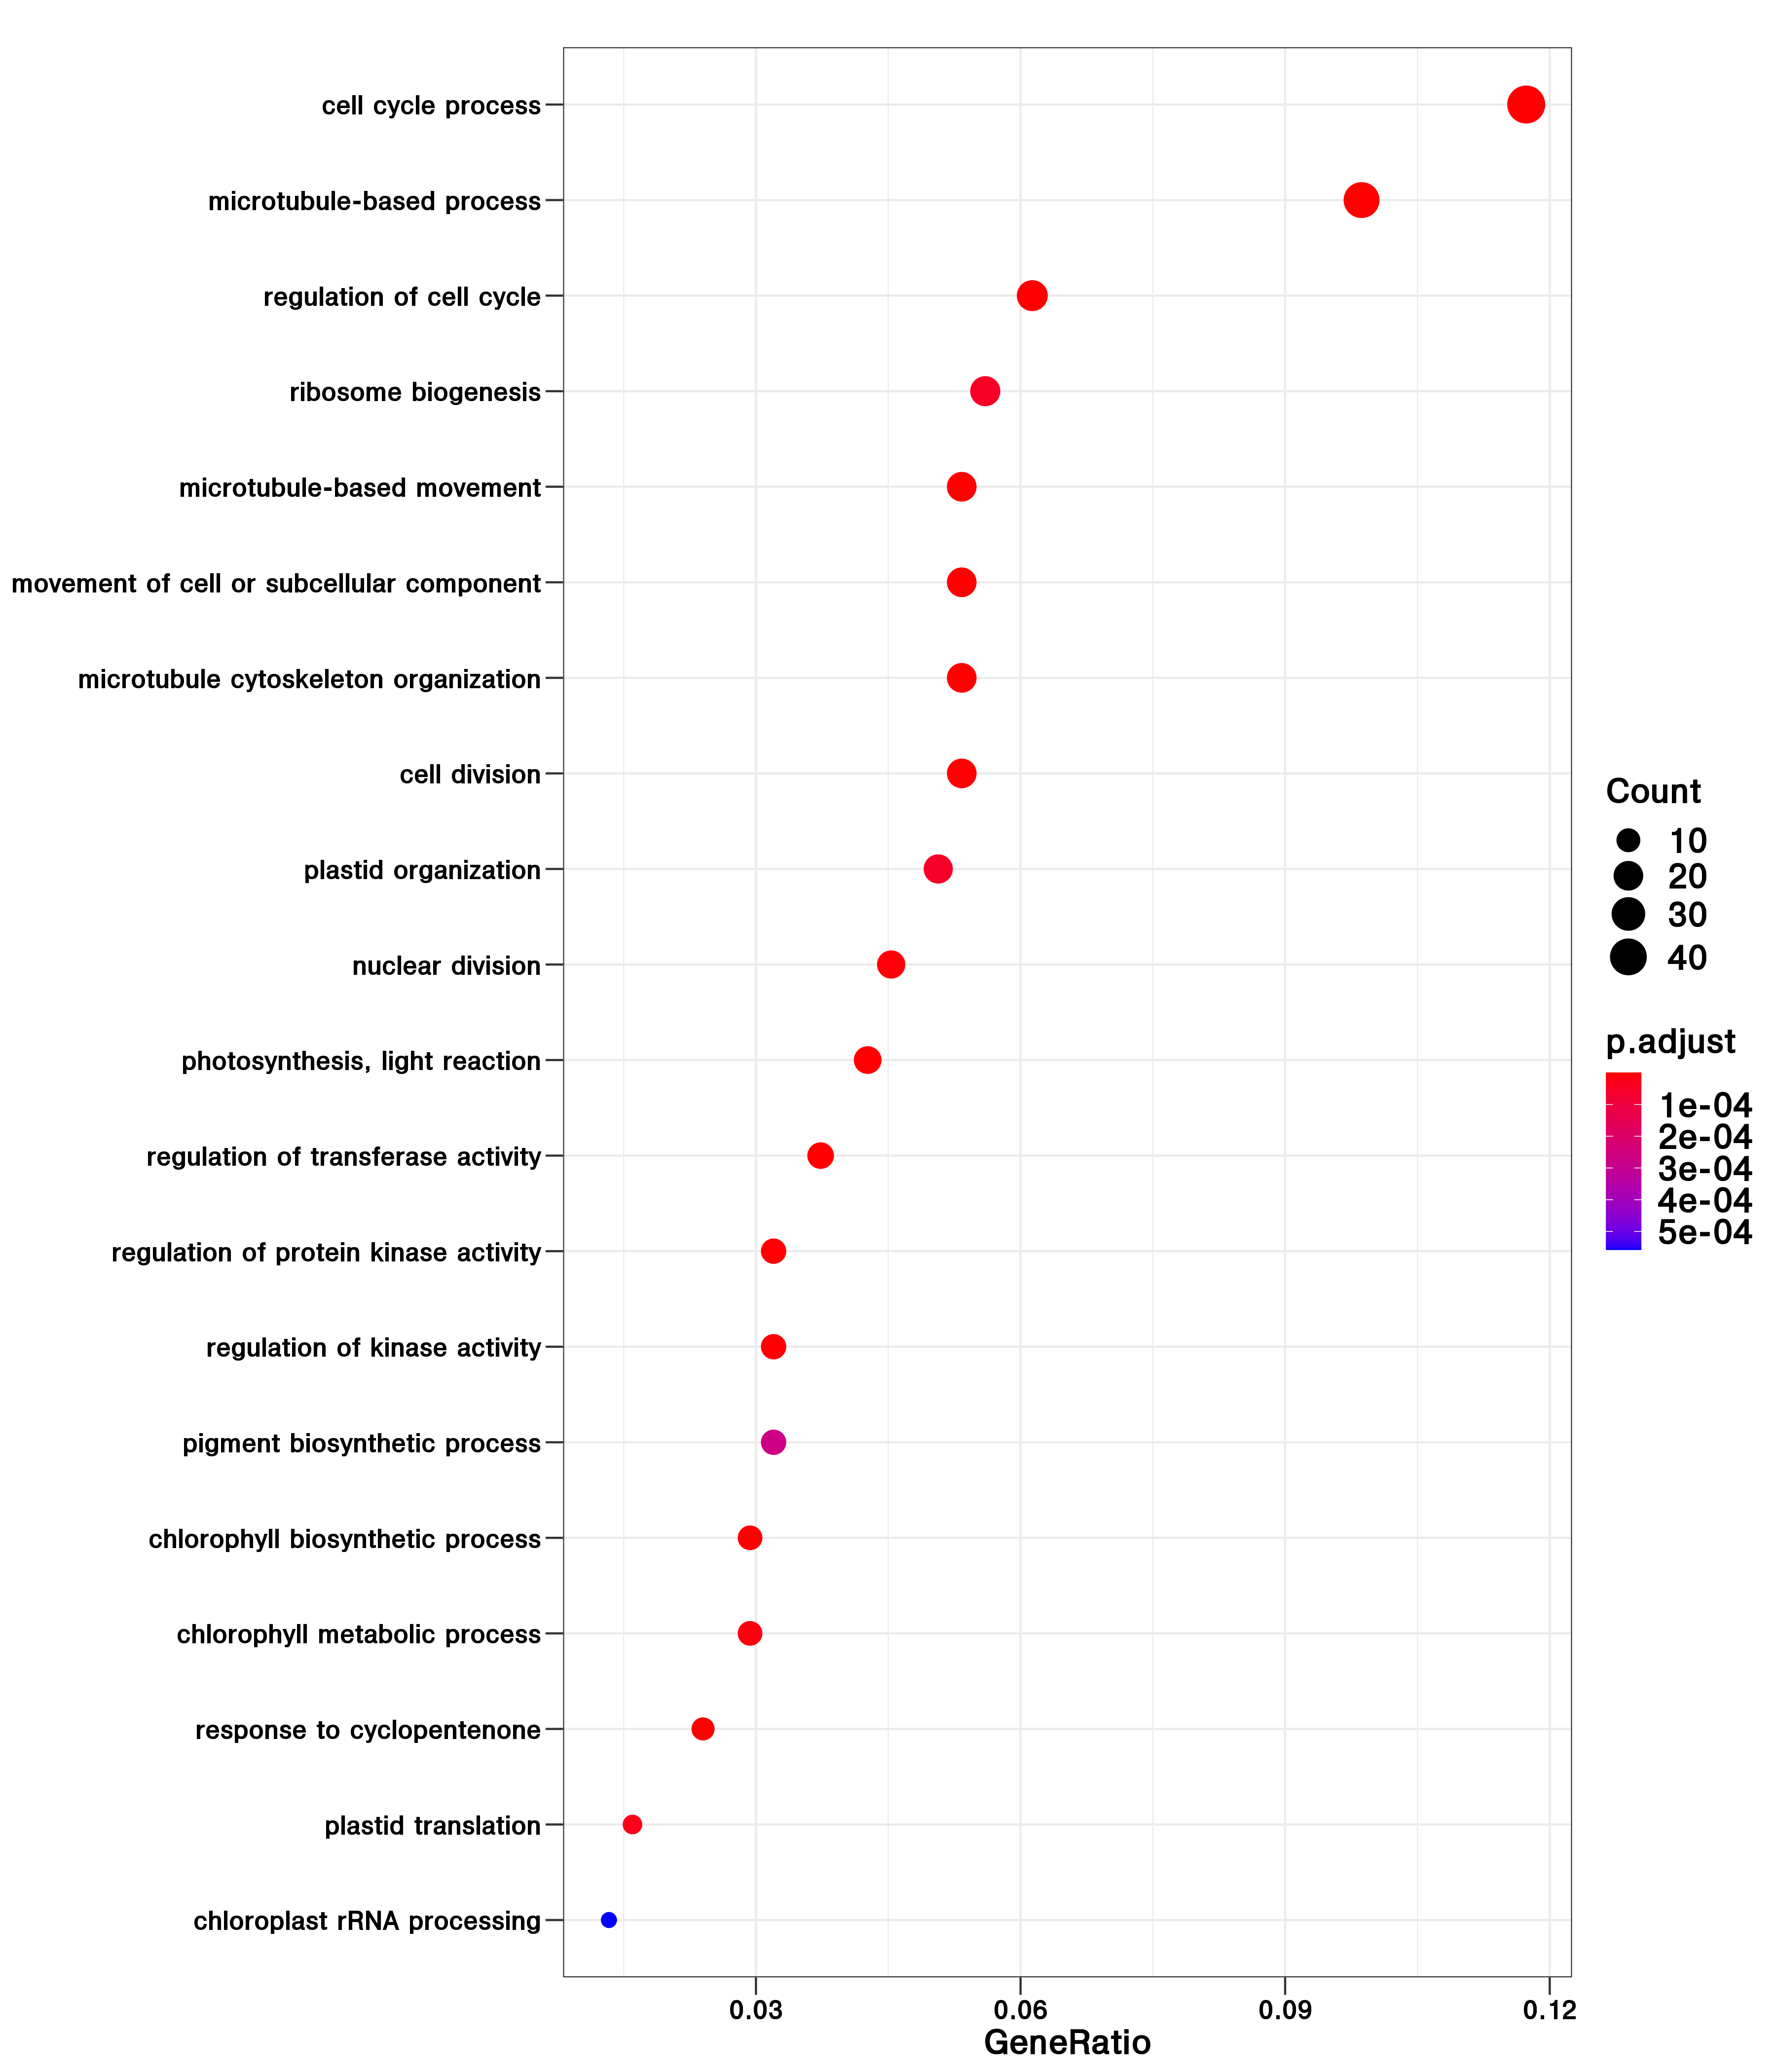 cell cycle process
microtubule-based process
regulation of cell cycle
ribosome biogenesis
microtubule-based movement
movement of cell or subcellular component
microtubule cytoskeleton organization
cell division
plastid organization
nuclear division
photosynthesis, light reaction
regulation of transferase activity
regulation of protein kinase activity
regulation of kinase activity
pigment biosynthetic process
chlorophyll biosynthetic process
chlorophyll metabolic process
response to cyclopentenone
plastid translation
chloroplast rRNA processing
0.03 0.06 0.09 0.12
GeneRatio
Count
10
20
30
40
p.adjust
1e-04
2e-04
3e-04
4e-04
5e-04